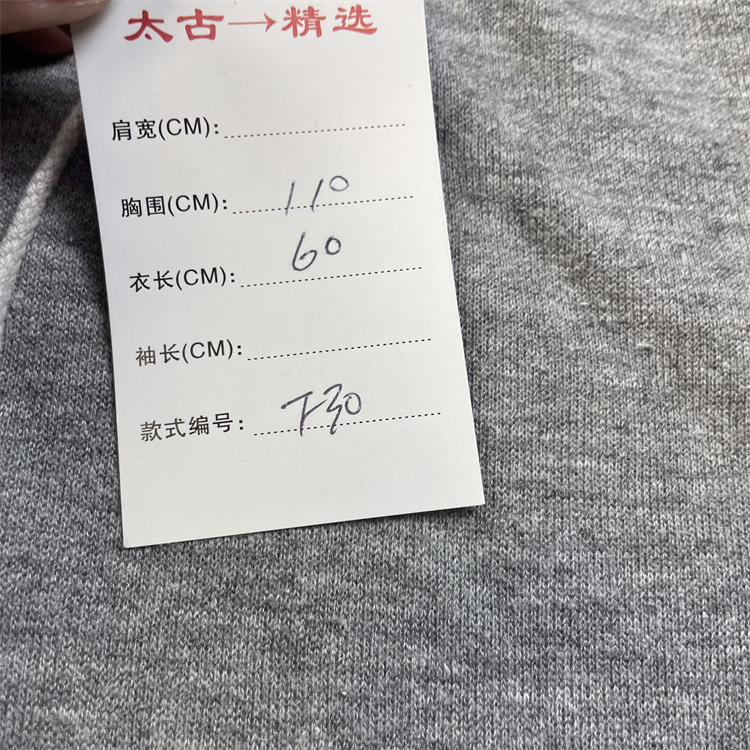 太古→精选
肩宽(CM):
胸围(CM): 110
衣长(CM): 60
袖长(CM):
款式编号: T30